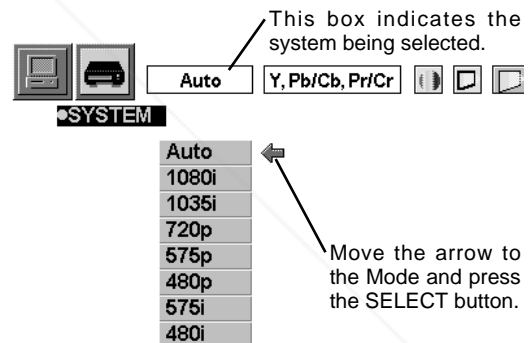 This box indicates the
system being selected.
Auto
Y, Pb/Cb, Pr/Cr
●SYSTEM
Auto
1080i
1035i
720p
575p
480p
575i
480i
Move the arrow to
the Mode and press
the SELECT button.